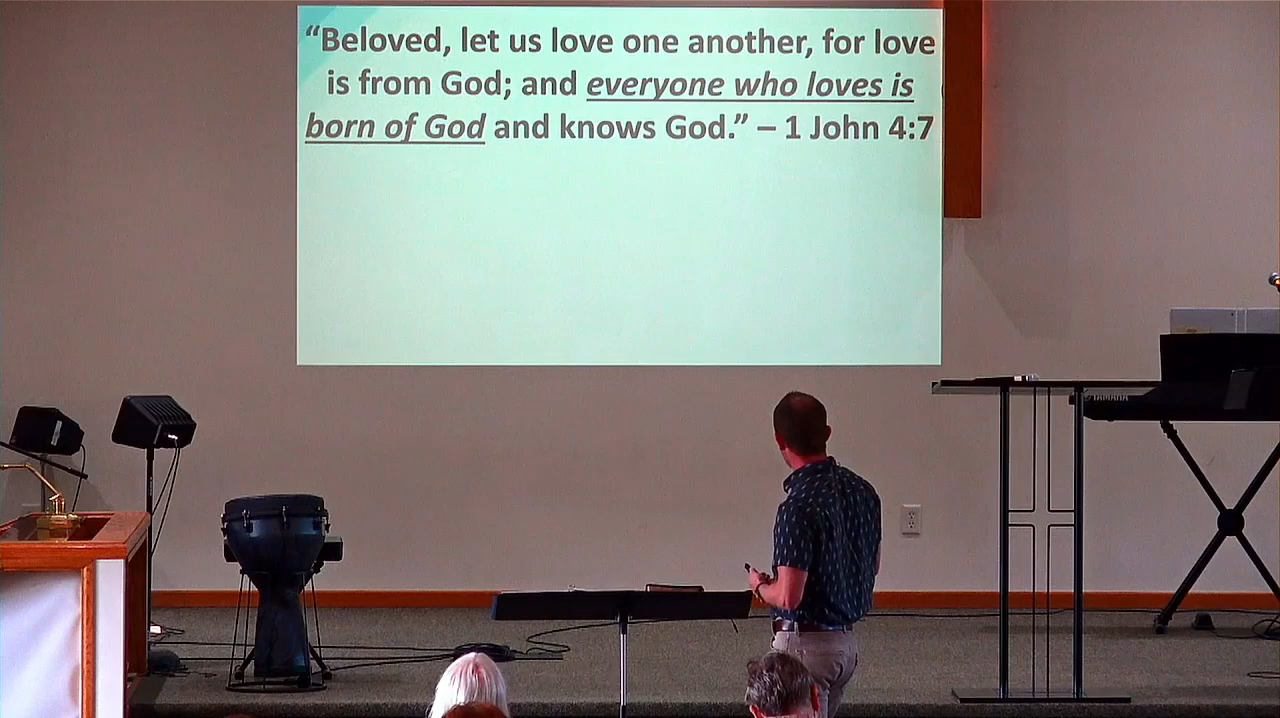 “Beloved, let us love one another, for love
is from God; and everyone who loves is
born of God and knows God.” – 1 John 4:7
YAMAHA